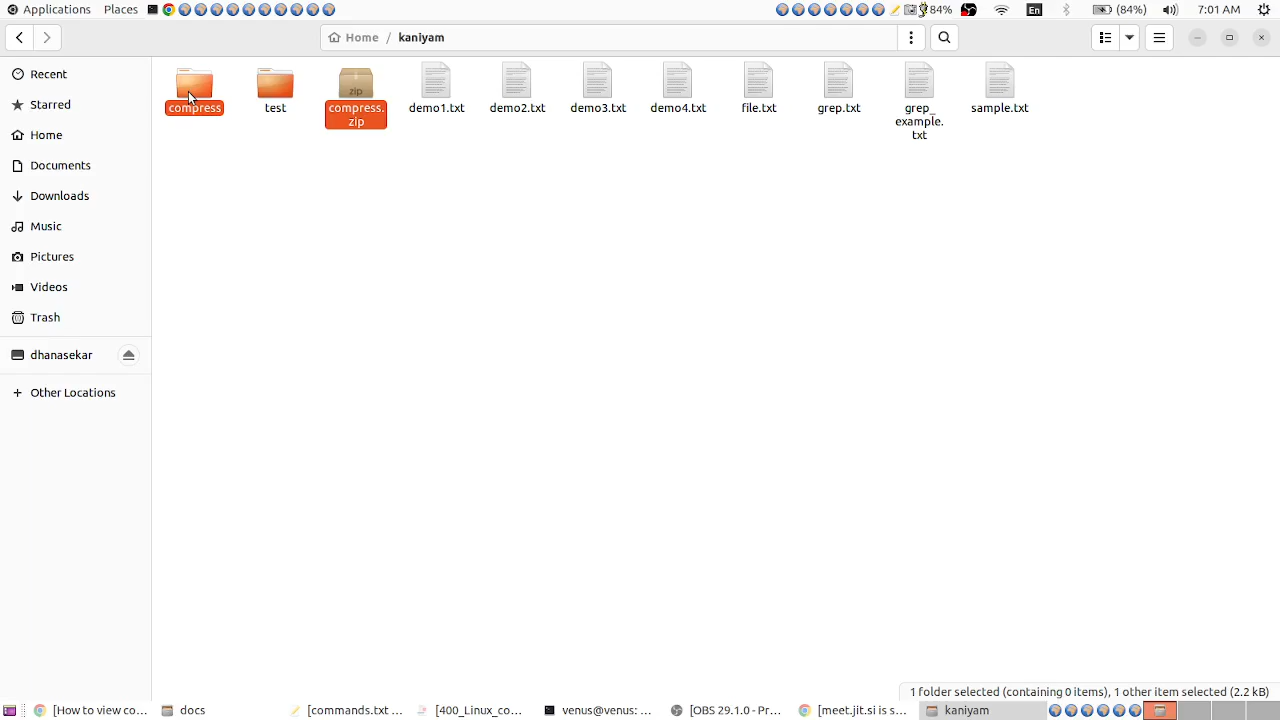 Applications Places 84% En (84%) 7:01 AM
Home / kaniyam
Recent
Starred
Home
Documents
Downloads
Music
Pictures
Videos
Trash
dhanasekar
Other Locations
compress
test
zip
compress.
zip
demo1.txt
demo2.txt
demo3.txt
demo4.txt
file.txt
grep.txt
grep_
example.
txt
sample.txt
1 folder selected (containing 0 items), 1 other item selected (2.2 kB)
[How to view co... docs [commands.txt ... [400_Linux_co... venus@venus: ... [OBS 29.1.0 - Pr... [meet.jit.si is s... kaniyam